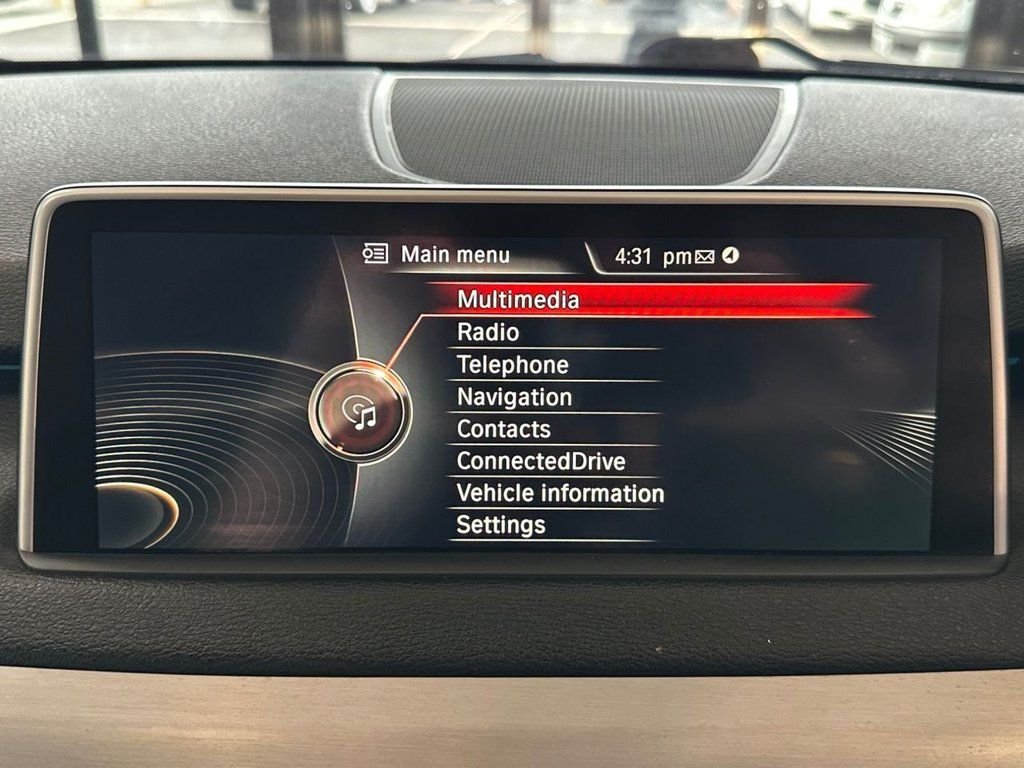 Main menu 4:31 pm
Multimedia
Radio
Telephone
Navigation
Contacts
ConnectedDrive
Vehicle information
Settings